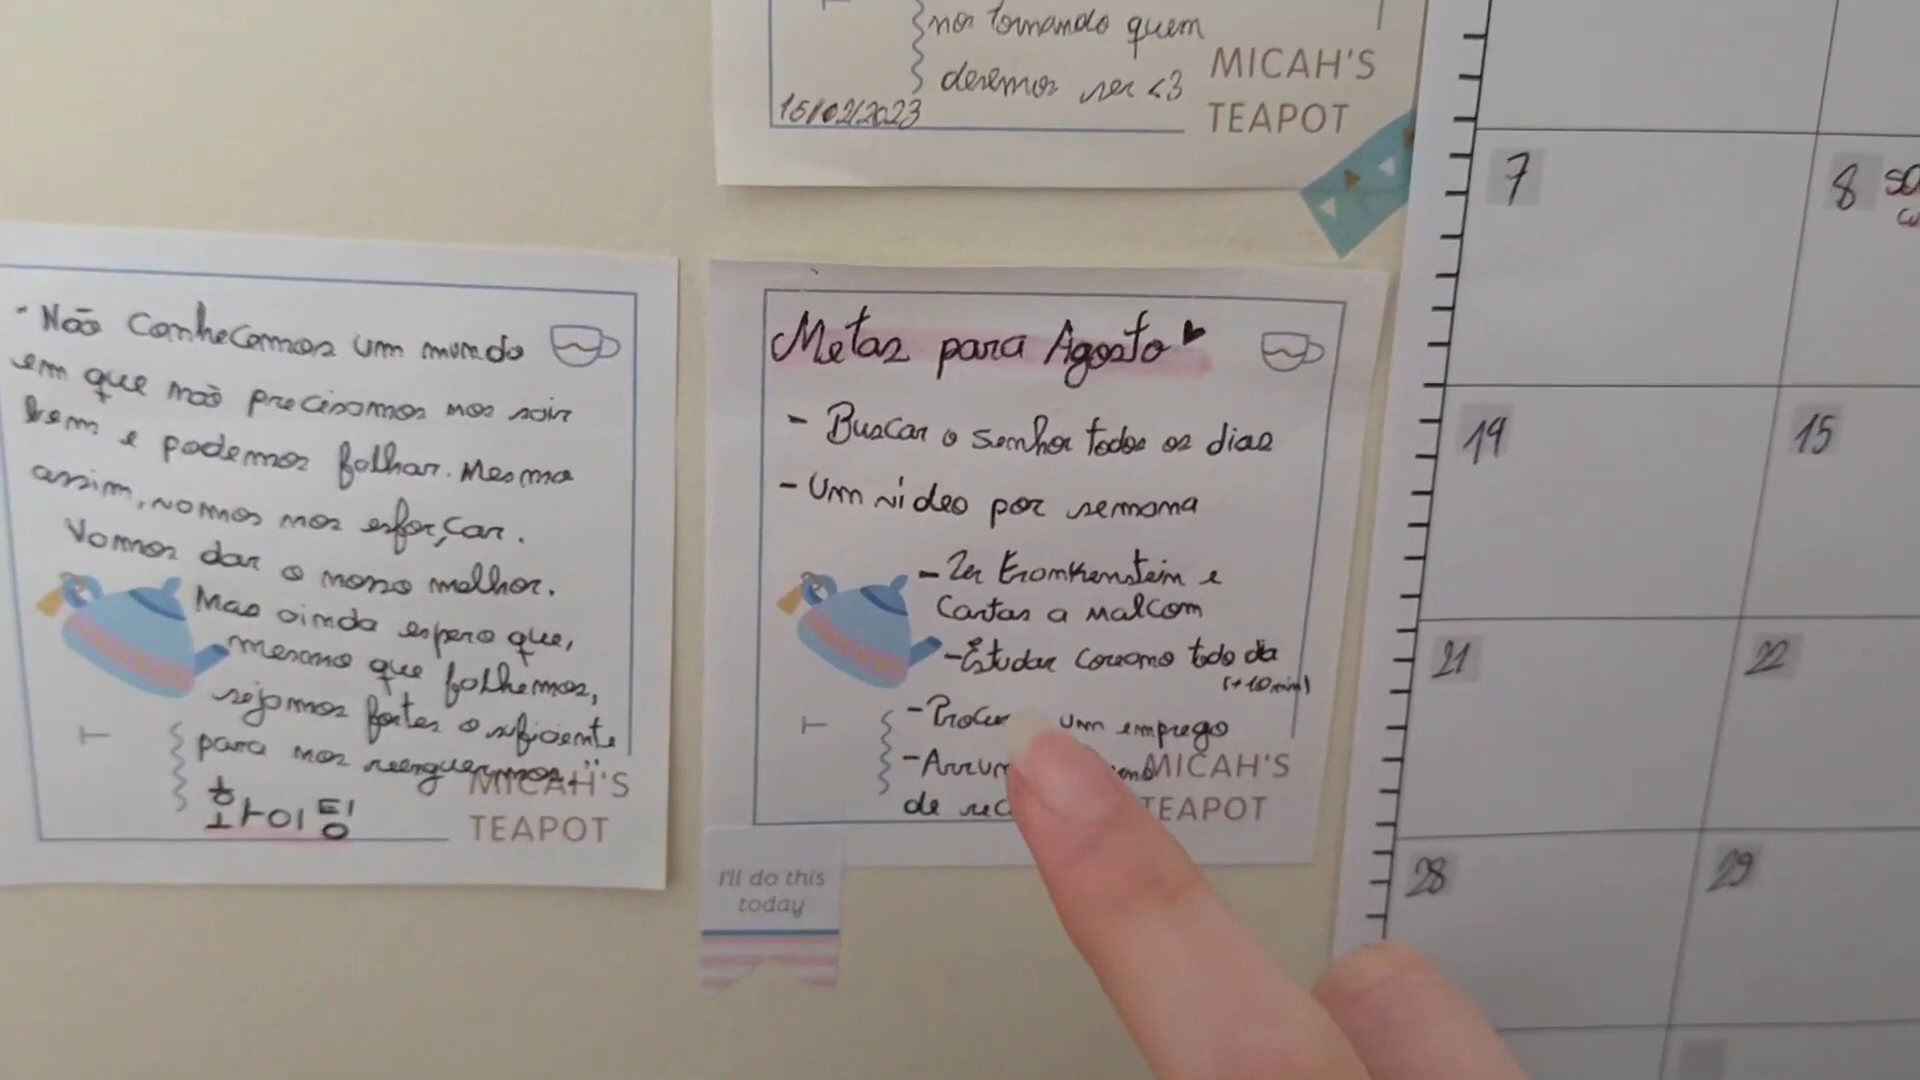 nos tornando quem
devemos ser <3
15/02/2023
MICAH'S
TEAPOT
- Não conhecemos um mundo
em que não precisamos nos sair
bem e podemos falhar. Mesmo
assim, vamos nos esforçar.
Vamos dar o nosso melhor.
Mas ainda espero que,
mesmo que falhemos,
sejamos fortes o suficiente
para nos reerguermos
화이팅
MICAH'S
TEAPOT
Metas para Agosto
- Buscar o Senhor todos os dias
- Um vídeo por semana
- Ler Frankenstein e
Cartas a Malcom
- Estudar Coreano todo dia
(+10 min)
- um emprego
de
MICAH'S
TEAPOT
I'll do this
today
7
8
14
15
21
22
28
29